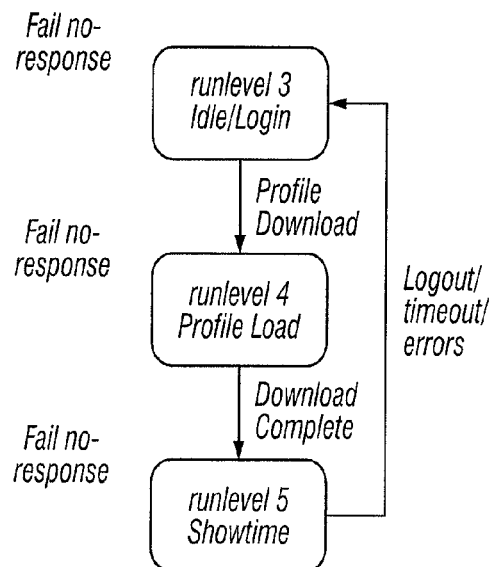 Fail no-
response
runlevel 3
Idle/Login
Profile
Download
Fail no-
response
runlevel 4
Profile Load
Logout/
timeout/
errors
Download
Complete
Fail no-
response
runlevel 5
Showtime